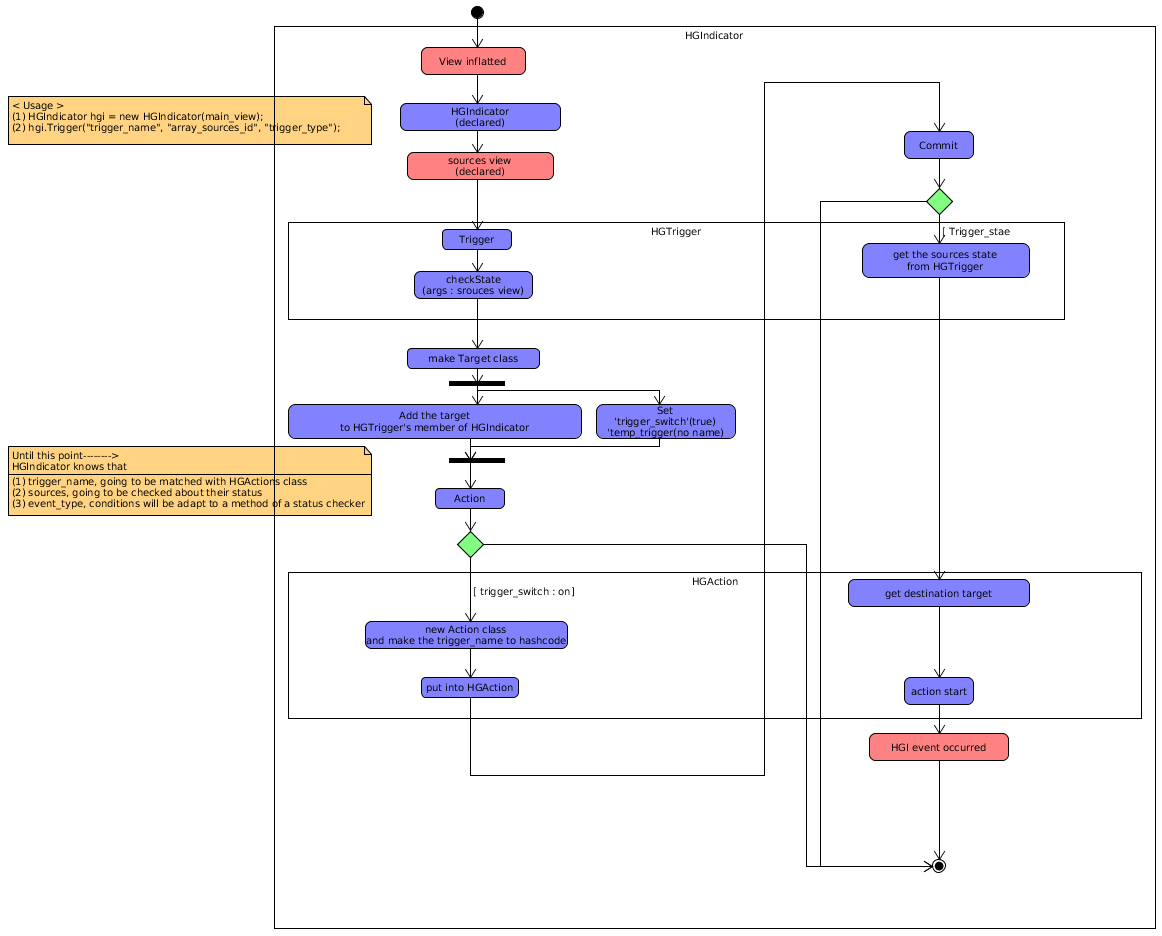 HGIndicator
View inflatted
< Usage >
(1) HGIndicator hgi = new HGIndicator(main_view);
(2) hgi.Trigger("trigger_name", "array_sources_id", "trigger_type");
HGIndicator
(declared)
sources view
(declared)
Commit
HGTrigger
[ Trigger_stae
Trigger
get the sources state
from HGTrigger
checkState
(args : srouces view)
make Target class
Add the target
to HGTrigger's member of HGIndicator
Set
'trigger_switch'(true)
'temp_trigger(no name)
Until this point--------->
HGIndicator knows that
(1) trigger_name, going to be matched with HGActions class
(2) sources, going to be checked about their status
(3) event_type, conditions will be adapt to a method of a status checker
Action
HGAction
[ trigger_switch : on]
get destination target
new Action class
and make the trigger_name to hashcode
put into HGAction
action start
HGI event occurred